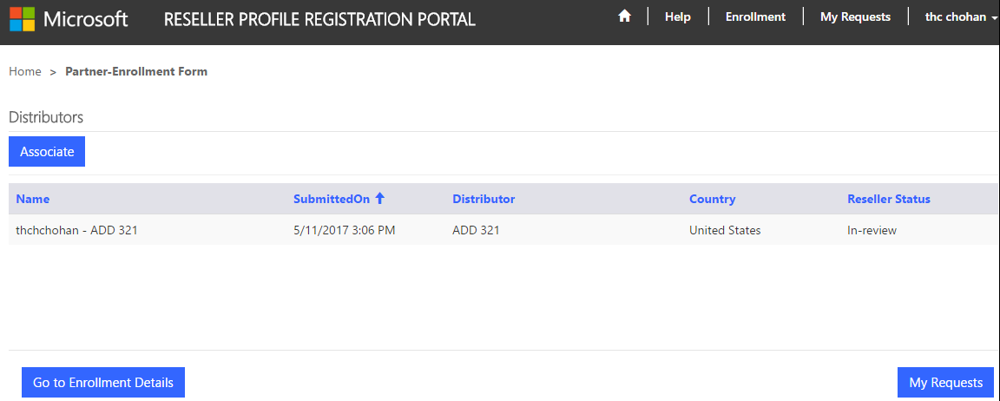 Microsoft RESELLER PROFILE REGISTRATION PORTAL Help Enrollment My Requests thc chohan
Home > Partner-Enrollment Form
Distributors
Associate
Name SubmittedOn Distributor Country Reseller Status
thchchohan - ADD 321 5/11/2017 3:06 PM ADD 321 United States In-review
Go to Enrollment Details My Requests